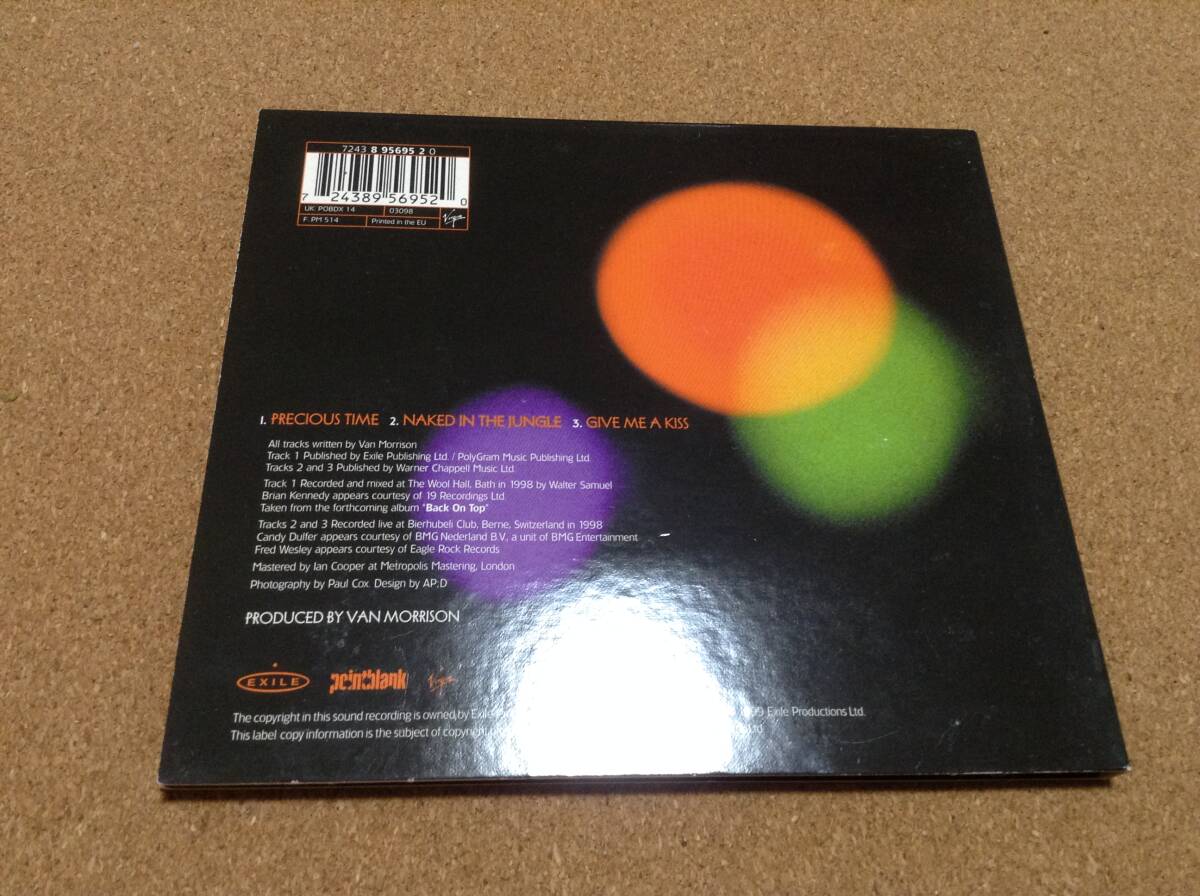 7243 8 95695 2 0
7 24389 56952 0
UK: POBDX 14 03098
F: PM 514 Printed in the EU Virgin
1. PRECIOUS TIME 2. NAKED IN THE JUNGLE 3. GIVE ME A KISS
All tracks written by Van Morrison
Track 1 Published by Exile Publishing Ltd. / PolyGram Music Publishing Ltd.
Tracks 2 and 3 Published by Warner Chappell Music Ltd.
Track 1 Recorded and mixed at The Wool Hall, Bath in 1998 by Walter Samuel
Brian Kennedy appears courtesy of 19 Recordings Ltd
Taken from the forthcoming album "Back On Top"
Tracks 2 and 3 Recorded live at Bierhubeli Club, Berne, Switzerland in 1998
Candy Dulfer appears courtesy of BMG Nederland B.V., a unit of BMG Entertainment
Fred Wesley appears courtesy of Eagle Rock Records
Mastered by Ian Cooper at Metropolis Mastering, London
Photography by Paul Cox. Design by AP;D
PRODUCED BY VAN MORRISON
EXILE pointblank Virgin
The copyright in this sound recording is owned by Exile Exile Productions Ltd.
This label copy information is the subject of copyright Ltd